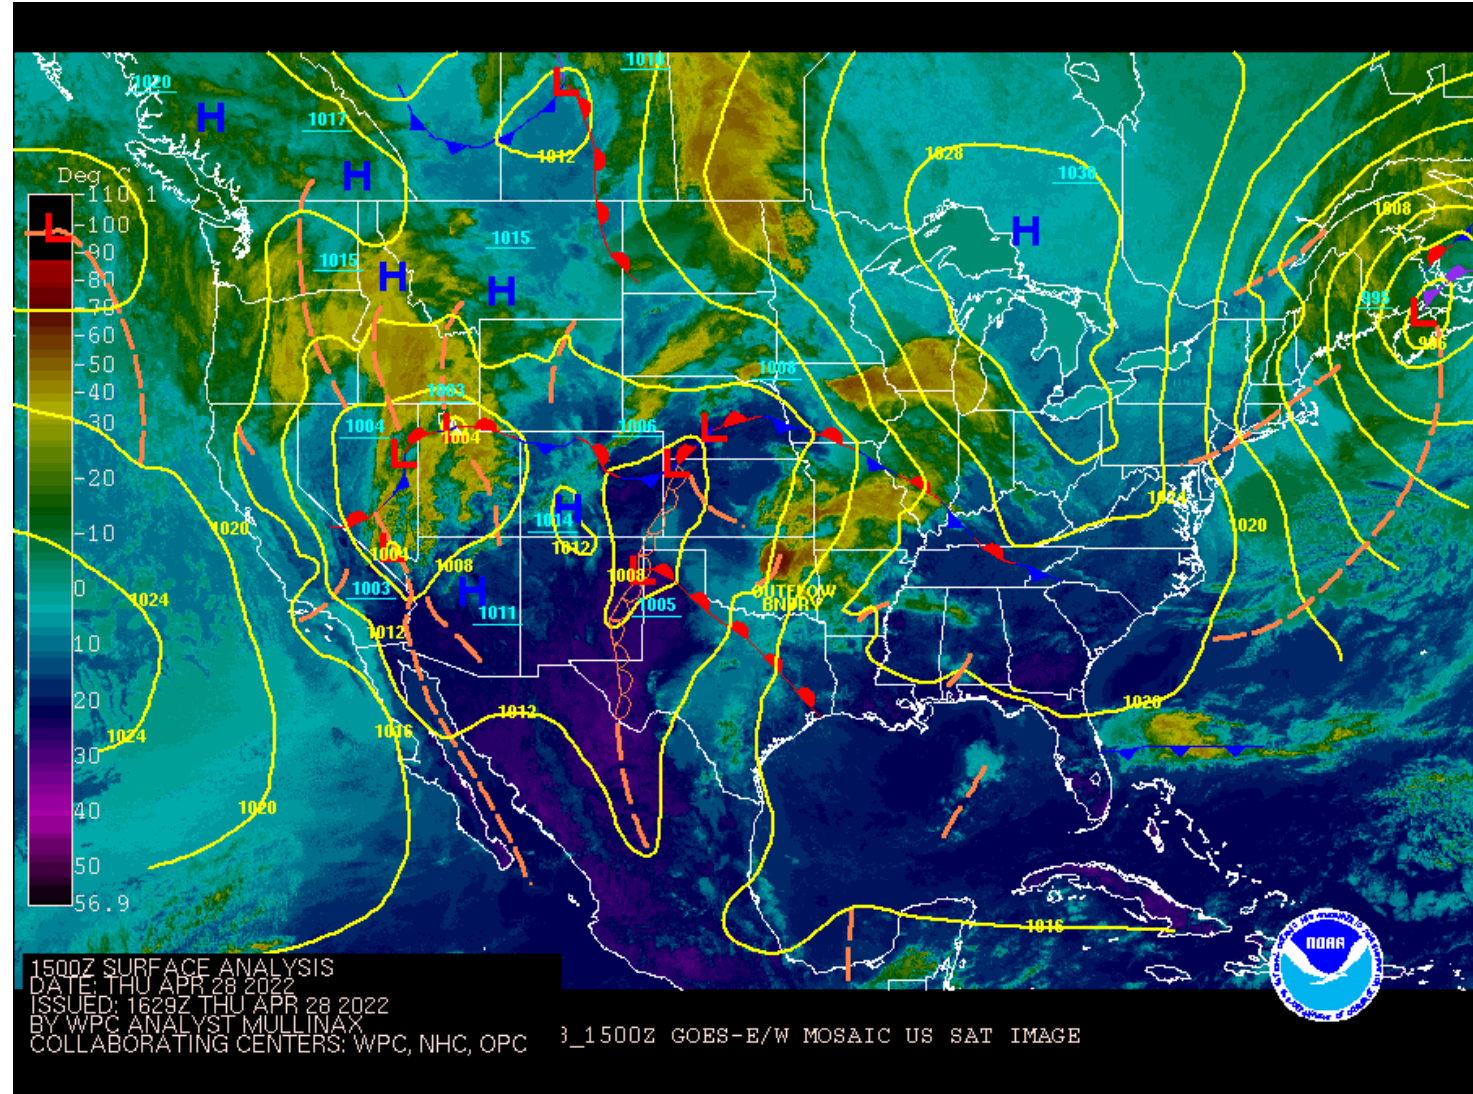 1016
1020
H
1017
L
H
1012
1028
1036
Deg C
-110 1
L
-100
-90
-80
-70
-60
-50
-40
-30
-20
-10
0
10
20
30
40
50
56.9
H
1008
1015
1015
H
H
995
L
996
1008
1003
1004
L
1004
L
1006
L
L
H
1014
1012
1024
1020
1020
1024
L
1004
1008
1003
H
1011
1008
L
1005
OUTFLOW
BNDRY
1012
1012
1016
1020
1024
1020
1016
NOAA
1500Z SURFACE ANALYSIS
DATE: THU APR 28 2022
ISSUED: 1629Z THU APR 28 2022
BY WPC ANALYST MULLINAX
COLLABORATING CENTERS: WPC, NHC, OPC
_1500Z GOES-E/W MOSAIC US SAT IMAGE